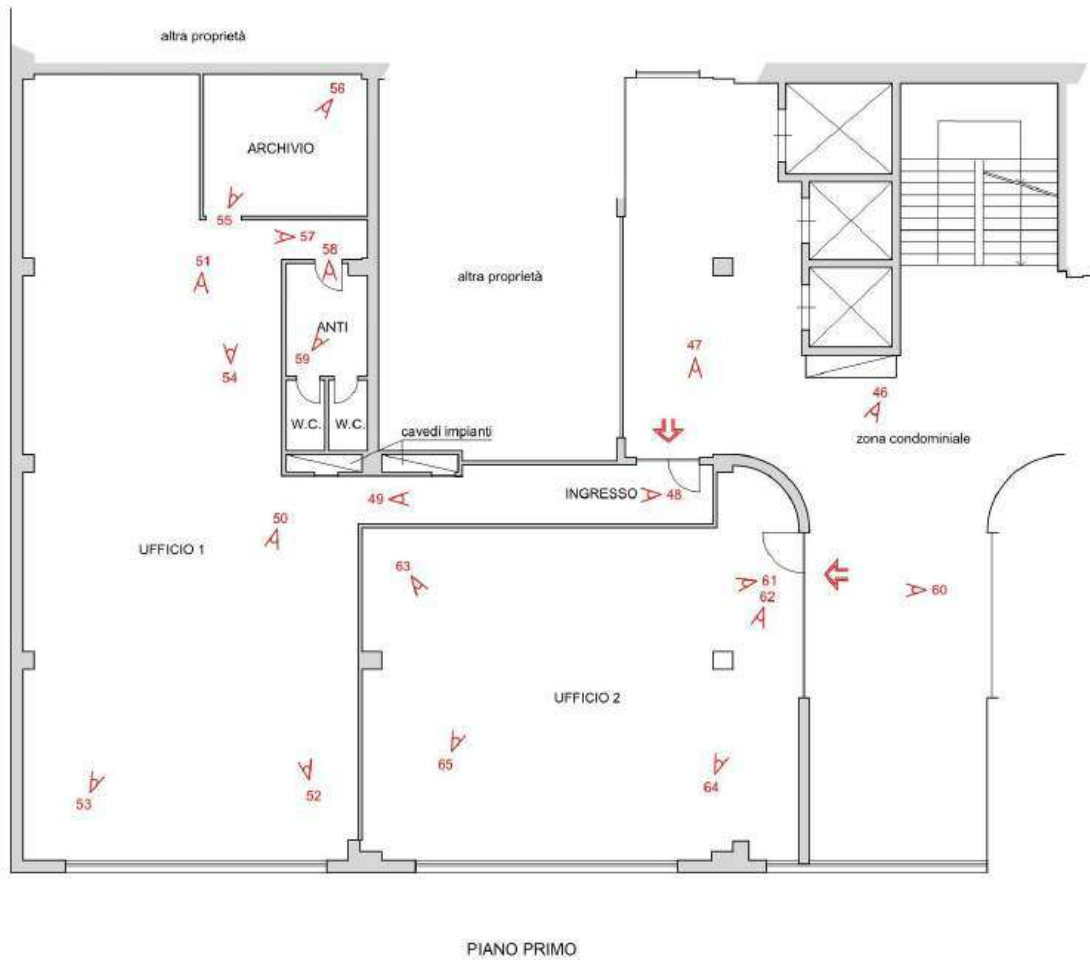 altra proprietà
56
ARCHIVIO
55
57
58
51
altra proprietà
ANTI
59
54
47
46
W.C.
W.C.
cavedi impianti
zona condominiale
INGRESSO
48
49
50
UFFICIO 1
63
61
62
60
UFFICIO 2
65
64
53
52
PIANO PRIMO